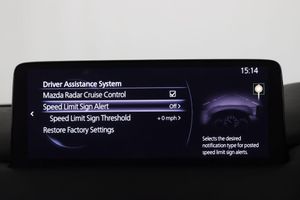 15:14
Driver Assistance System
Mazda Radar Cruise Control
Speed Limit Sign Alert Off
Speed Limit Sign Threshold +0 mph
Restore Factory Settings
Selects the desired
notification type for posted
speed limit sign alerts.